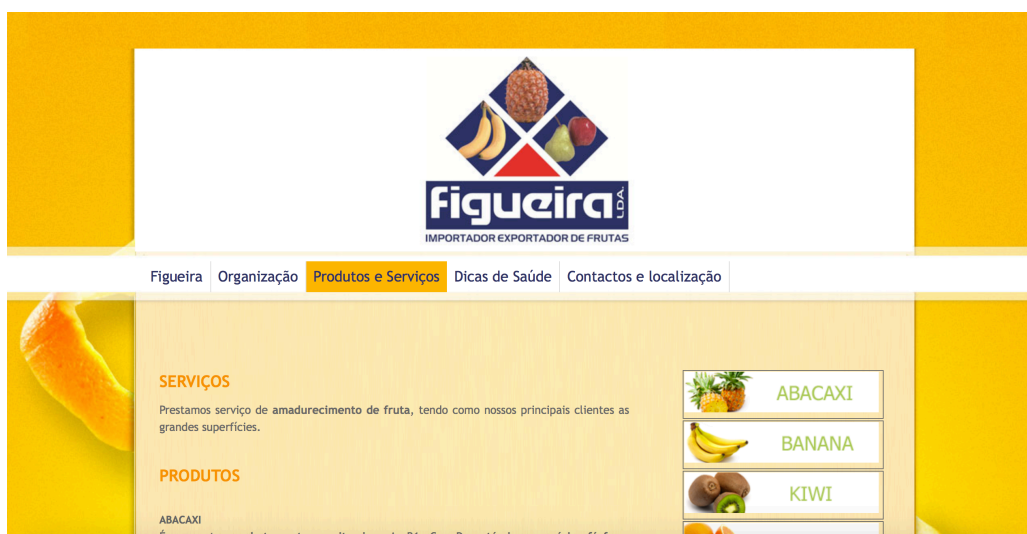 figueira LDA.
IMPORTADOR EXPORTADOR DE FRUTAS
Figueira
Organização
Produtos e Serviços
Dicas de Saúde
Contactos e localização
SERVIÇOS
Prestamos serviço de amadurecimento de fruta, tendo como nossos principais clientes as
grandes superfícies.
PRODUTOS
ABACAXI
ABACAXI
BANANA
KIWI